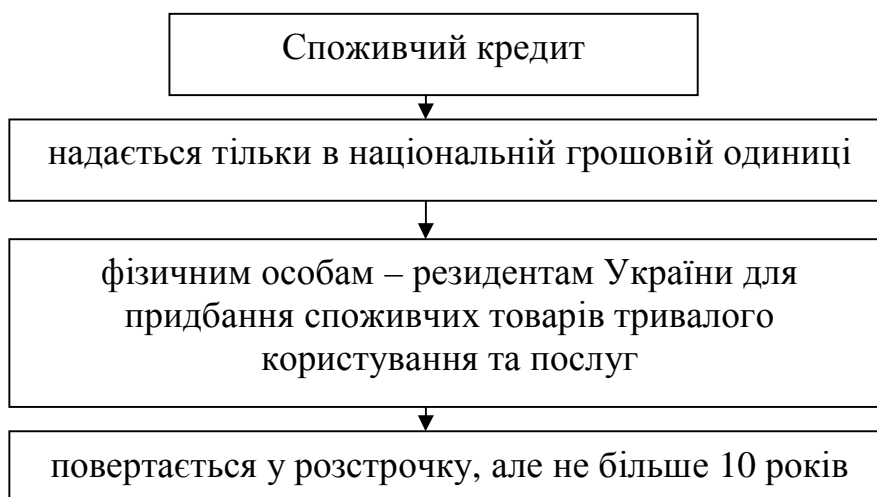 Споживчий кредит
надається тільки в національній грошовій одиниці
фізичним особам – резидентам України для
придбання споживчих товарів тривалого
користування та послуг
повертається у розстрочку, але не більше 10 років